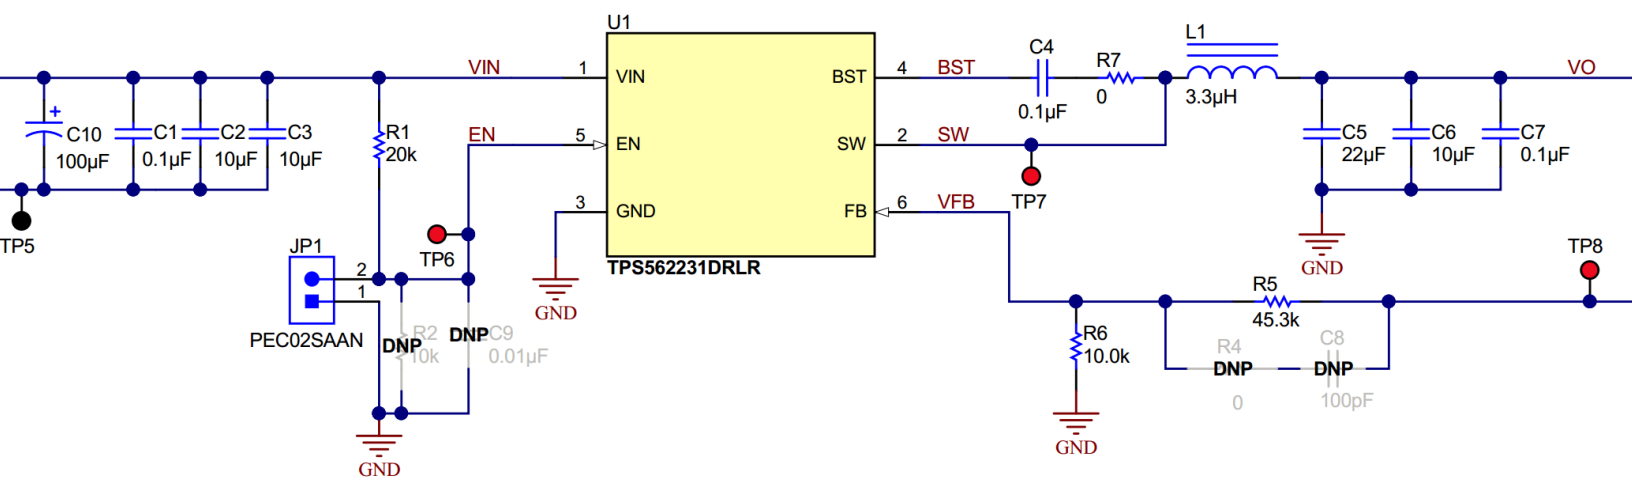 U1
VIN
1
VIN
BST
4
BST
C4
0.1µF
R7
0
L1
3.3µH
VO
+
C10
100µF
C1
0.1µF
C2
10µF
C3
10µF
R1
20k
EN
5
EN
SW
2
SW
TP7
C5
22µF
C6
10µF
C7
0.1µF
TP5
3
GND
FB
6
VFB
TPS562231DRLR
GND
GND
TP6
JP1
2
1
PEC02SAAN
R2
DNP
10k
DNP
C9
0.01µF
GND
R6
10.0k
GND
R5
45.3k
TP8
R4
DNP
0
C8
DNP
100pF